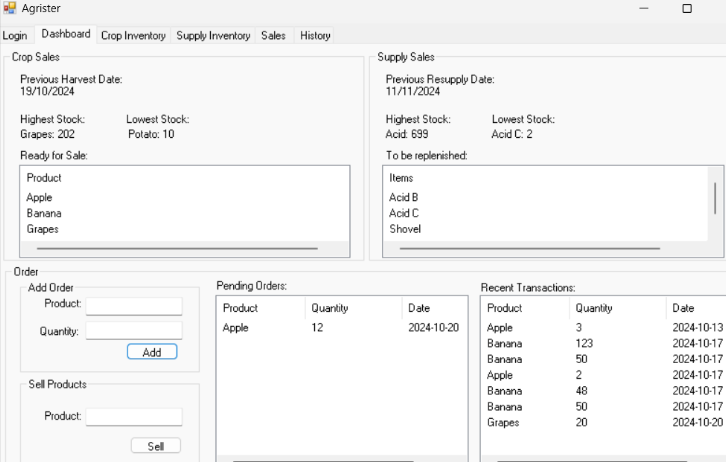 Agrister
Login Dashboard Crop Inventory Supply Inventory Sales History
Crop Sales
Previous Harvest Date:
19/10/2024
Highest Stock: Lowest Stock:
Grapes: 202 Potato: 10
Ready for Sale:
Product
Apple
Banana
Grapes
Supply Sales
Previous Resupply Date:
11/11/2024
Highest Stock: Lowest Stock:
Acid: 699 Acid C: 2
To be replenished:
Items
Acid B
Acid C
Shovel
Order
Add Order
Product:
Quantity:
Add
Sell Products
Product:
Sell
Pending Orders:
Product Quantity Date
Apple 12 2024-10-20
Recent Transactions:
Product Quantity Date
Apple 3 2024-10-13
Banana 123 2024-10-17
Banana 50 2024-10-17
Apple 2 2024-10-17
Banana 48 2024-10-17
Banana 50 2024-10-17
Grapes 20 2024-10-20